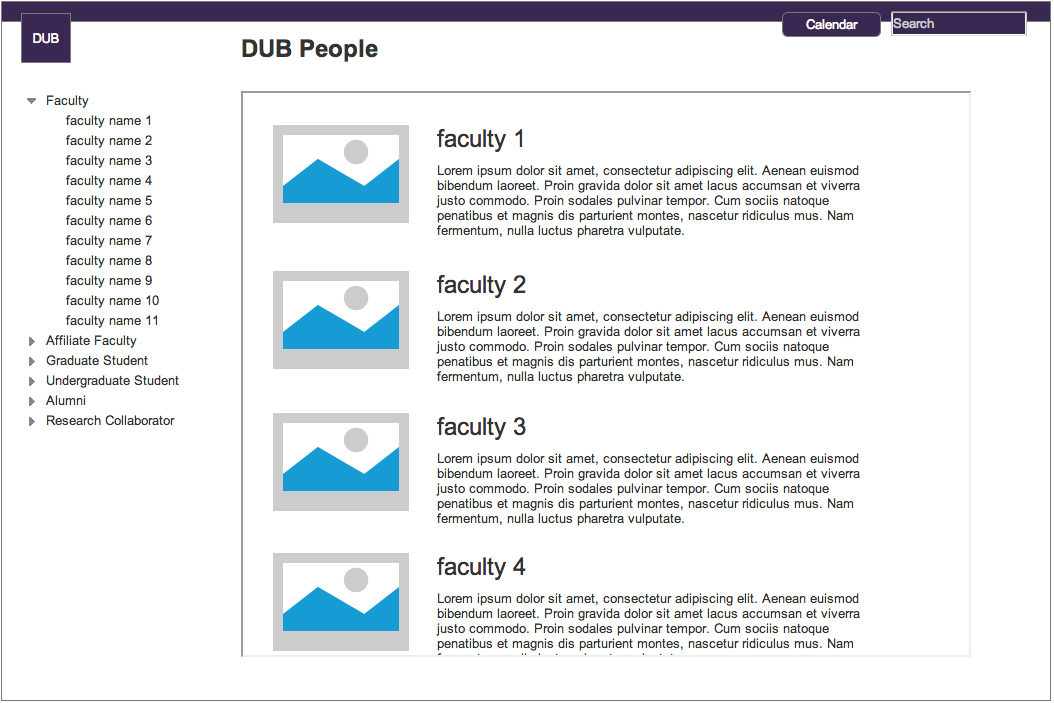 DUB
Calendar
Search
DUB People
Faculty
faculty name 1
faculty name 2
faculty name 3
faculty name 4
faculty name 5
faculty name 6
faculty name 7
faculty name 8
faculty name 9
faculty name 10
faculty name 11
Affiliate Faculty
Graduate Student
Undergraduate Student
Alumni
Research Collaborator
faculty 1
Lorem ipsum dolor sit amet, consectetur adipiscing elit. Aenean euismod
bibendum laoreet. Proin gravida dolor sit amet lacus accumsan et viverra
justo commodo. Proin sodales pulvinar tempor. Cum sociis natoque
penatibus et magnis dis parturient montes, nascetur ridiculus mus. Nam
fermentum, nulla luctus pharetra vulputate.
faculty 2
Lorem ipsum dolor sit amet, consectetur adipiscing elit. Aenean euismod
bibendum laoreet. Proin gravida dolor sit amet lacus accumsan et viverra
justo commodo. Proin sodales pulvinar tempor. Cum sociis natoque
penatibus et magnis dis parturient montes, nascetur ridiculus mus. Nam
fermentum, nulla luctus pharetra vulputate.
faculty 3
Lorem ipsum dolor sit amet, consectetur adipiscing elit. Aenean euismod
bibendum laoreet. Proin gravida dolor sit amet lacus accumsan et viverra
justo commodo. Proin sodales pulvinar tempor. Cum sociis natoque
penatibus et magnis dis parturient montes, nascetur ridiculus mus. Nam
fermentum, nulla luctus pharetra vulputate.
faculty 4
Lorem ipsum dolor sit amet, consectetur adipiscing elit. Aenean euismod
bibendum laoreet. Proin gravida dolor sit amet lacus accumsan et viverra
justo commodo. Proin sodales pulvinar tempor. Cum sociis natoque
penatibus et magnis dis parturient montes, nascetur ridiculus mus. Nam